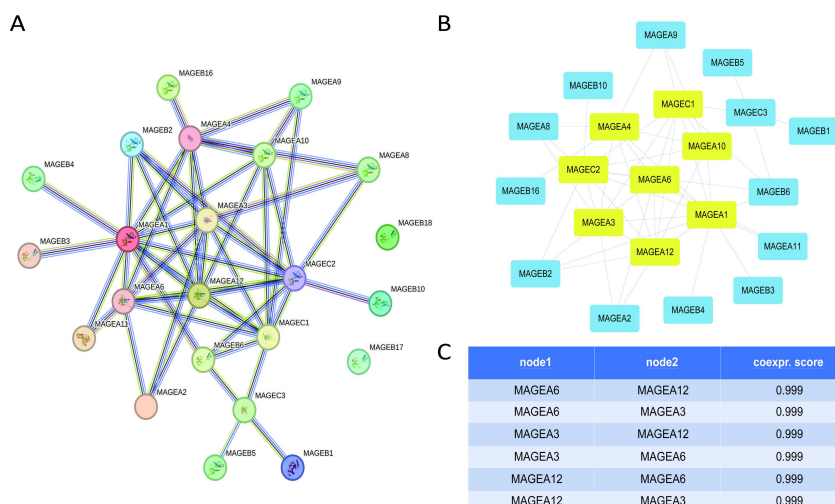 A
MAGEB16
MAGEA9
MAGEA4
MAGEB2
MAGEA10
MAGEB4
MAGEA8
MAGEA3
MAGEA1
MAGEB18
MAGEB3
MAGEC2
MAGEA6
MAGEA12
MAGEB10
MAGEA11
MAGEC1
MAGEB6
MAGEB17
MAGEA2
MAGEC3
MAGEB5
MAGEB1
B
MAGEA9
MAGEB5
MAGEB10
MAGEC1
MAGEC3
MAGEA8
MAGEA4
MAGEB1
MAGEA10
MAGEC2
MAGEA6
MAGEB16
MAGEB6
MAGEA3
MAGEA1
MAGEA12
MAGEA11
MAGEB2
MAGEB3
MAGEA2
MAGEB4
C
node1 node2 coexpr. score
MAGEA6 MAGEA12 0.999
MAGEA6 MAGEA3 0.999
MAGEA3 MAGEA12 0.999
MAGEA3 MAGEA6 0.999
MAGEA12 MAGEA6 0.999
MAGEA12 MAGEA3 0.999